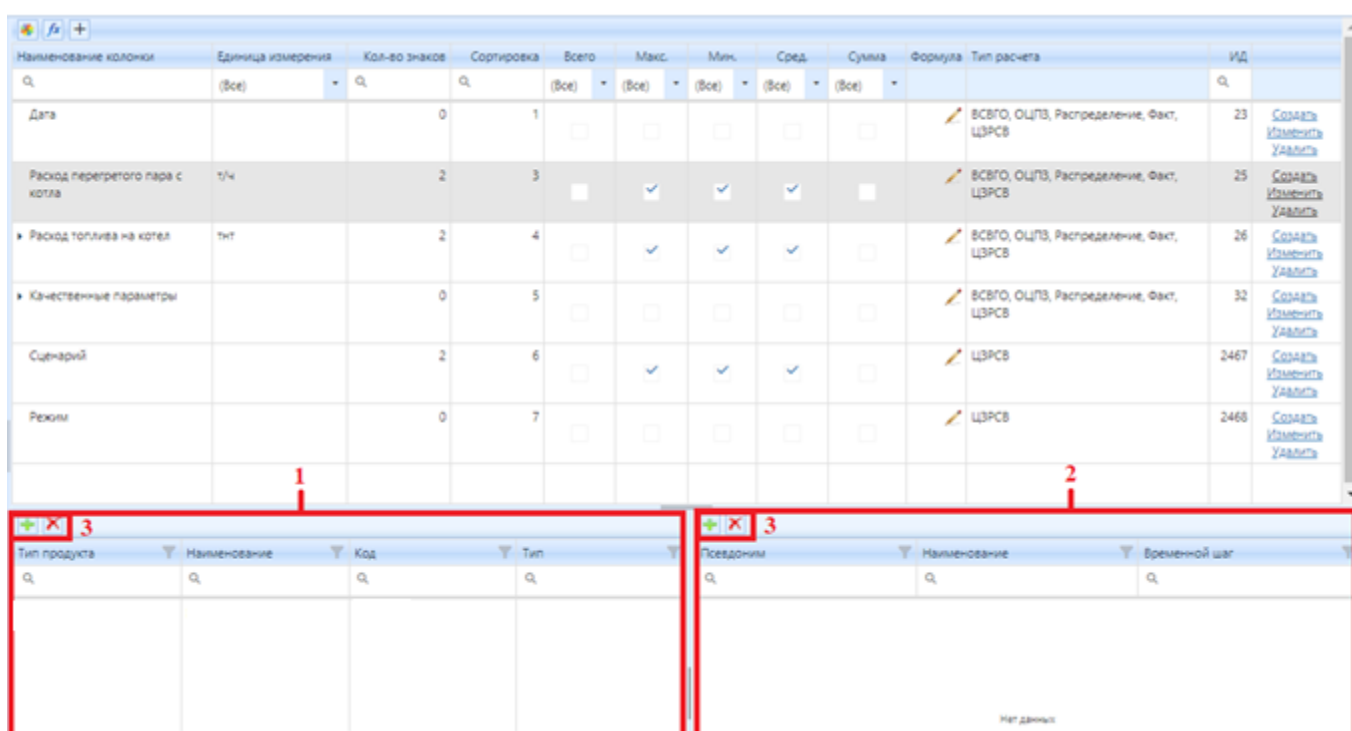 fx
Наименование колонки Единица измерения Кол-во знаков Сортировка Всего Макс. Мин. Сред. Сумма Формула Тип расчета ИД
(Все) (Все) (Все) (Все) (Все) (Все)
Дата 0 1 ВСВГО, ОЦПЗ, Распределение, Факт, 23 Создать
ЦЗРСВ Изменить
Удалить
Расход перегретого пара с т/ч 2 3 ВСВГО, ОЦПЗ, Распределение, Факт, 25 Создать
котла ЦЗРСВ Изменить
Удалить
Расход топлива на котел тнт 2 4 ВСВГО, ОЦПЗ, Распределение, Факт, 26 Создать
ЦЗРСВ Изменить
Удалить
Качественные параметры 0 5 ВСВГО, ОЦПЗ, Распределение, Факт, 32 Создать
ЦЗРСВ Изменить
Удалить
Сценарий 2 6 ЦЗРСВ 2467 Создать
Изменить
Удалить
Режим 0 7 ЦЗРСВ 2468 Создать
Изменить
Удалить
1 2
3 3
Тип продукта Наименование Код Тип Псевдоним Наименование Временной шаг
Нет данных